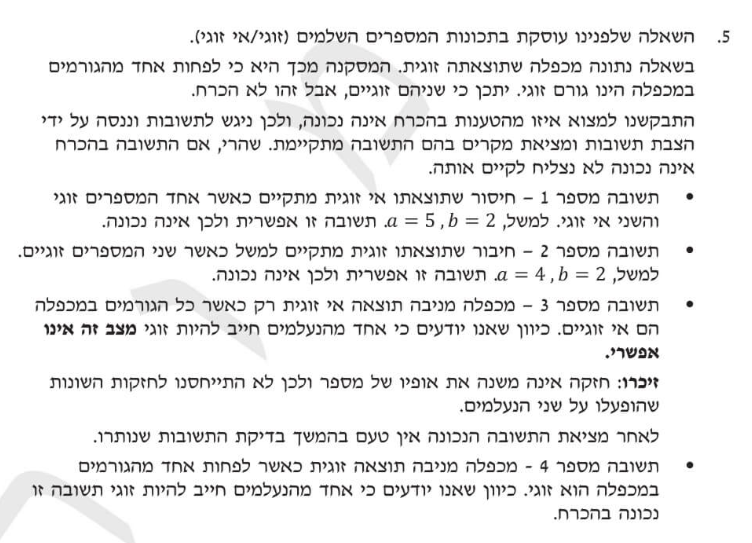 5. השאלה שלפנינו עוסקת בתכונות המספרים השלמים (זוגי/אי זוגי).
בשאלה נתונה מכפלה שתוצאתה זוגית. המסקנה מכך היא כי לפחות אחד מהגורמים
במכפלה הינו גורם זוגי. יתכן כי שניהם זוגיים, אבל זהו לא הכרח.
התבקשנו למצוא איזו מהטענות בהכרח אינה נכונה, ולכן ניגש לתשובות וננסה על ידי
הצבת תשובות ומציאת מקרים בהם התשובה מתקיימת. שהרי, אם התשובה בהכרח
אינה נכונה לא נצליח לקיים אותה.
• תשובה מספר 1 – חיסור שתוצאתו אי זוגית מתקיים כאשר אחד המספרים זוגי
והשני אי זוגי. למשל, a = 5 , b = 2. תשובה זו אפשרית ולכן אינה נכונה.
• תשובה מספר 2 – חיבור שתוצאתו זוגית מתקיים למשל כאשר שני המספרים זוגיים.
למשל, a = 4 , b = 2. תשובה זו אפשרית ולכן אינה נכונה.
• תשובה מספר 3 – מכפלה מניבה תוצאה אי זוגית רק כאשר כל הגורמים במכפלה
הם אי זוגיים. כיוון שאנו יודעים כי אחד מהנעלמים חייב להיות זוגי מצב זה אינו
אפשרי.
זיכרו: חזקה אינה משנה את אופיו של מספר ולכן לא התייחסנו לחזקות השונות
שהופעלו על שני הנעלמים.
לאחר מציאת התשובה הנכונה אין טעם בהמשך בדיקת התשובות שנותרו.
• תשובה מספר 4 - מכפלה מניבה תוצאה זוגית כאשר לפחות אחד מהגורמים
במכפלה הוא זוגי. כיוון שאנו יודעים כי אחד מהנעלמים חייב להיות זוגי תשובה זו
נכונה בהכרח.